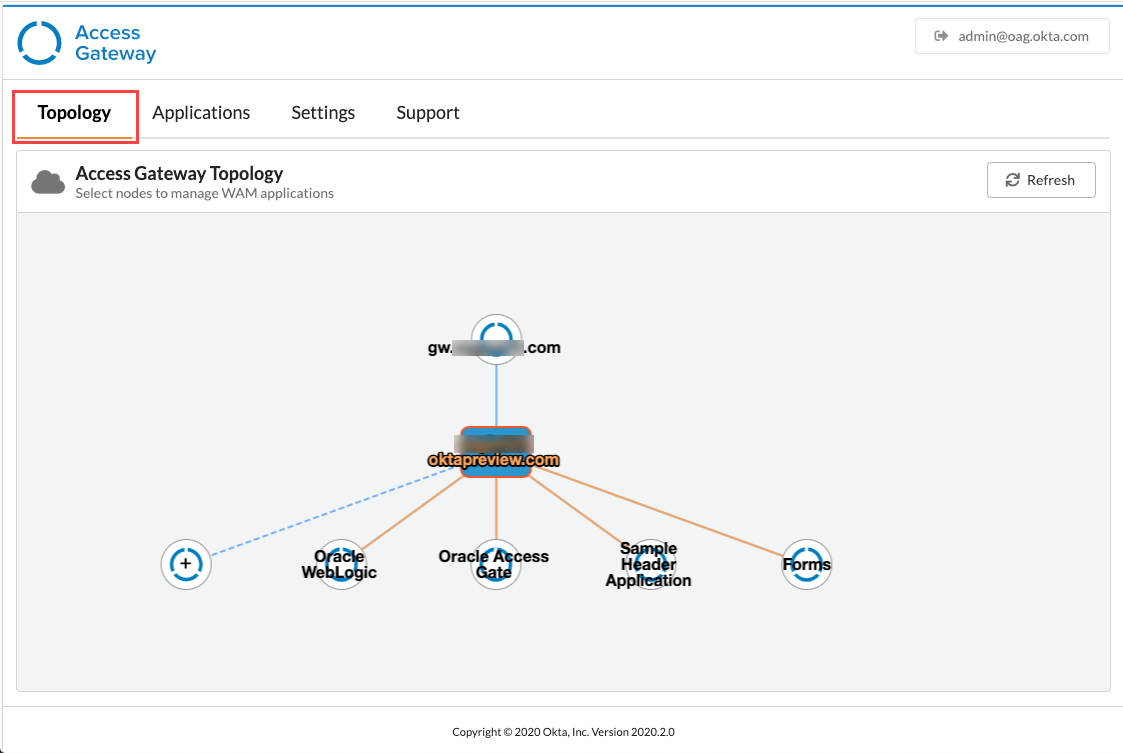 Access
Gateway
admin@oag.okta.com
Topology
Applications
Settings
Support
Access Gateway Topology
Select nodes to manage WAM applications
Refresh
gw. .com
oktapreview.com
+
Oracle
WebLogic
Oracle Access
Gate
Sample
Header
Application
Forms
Copyright © 2020 Okta, Inc. Version 2020.2.0